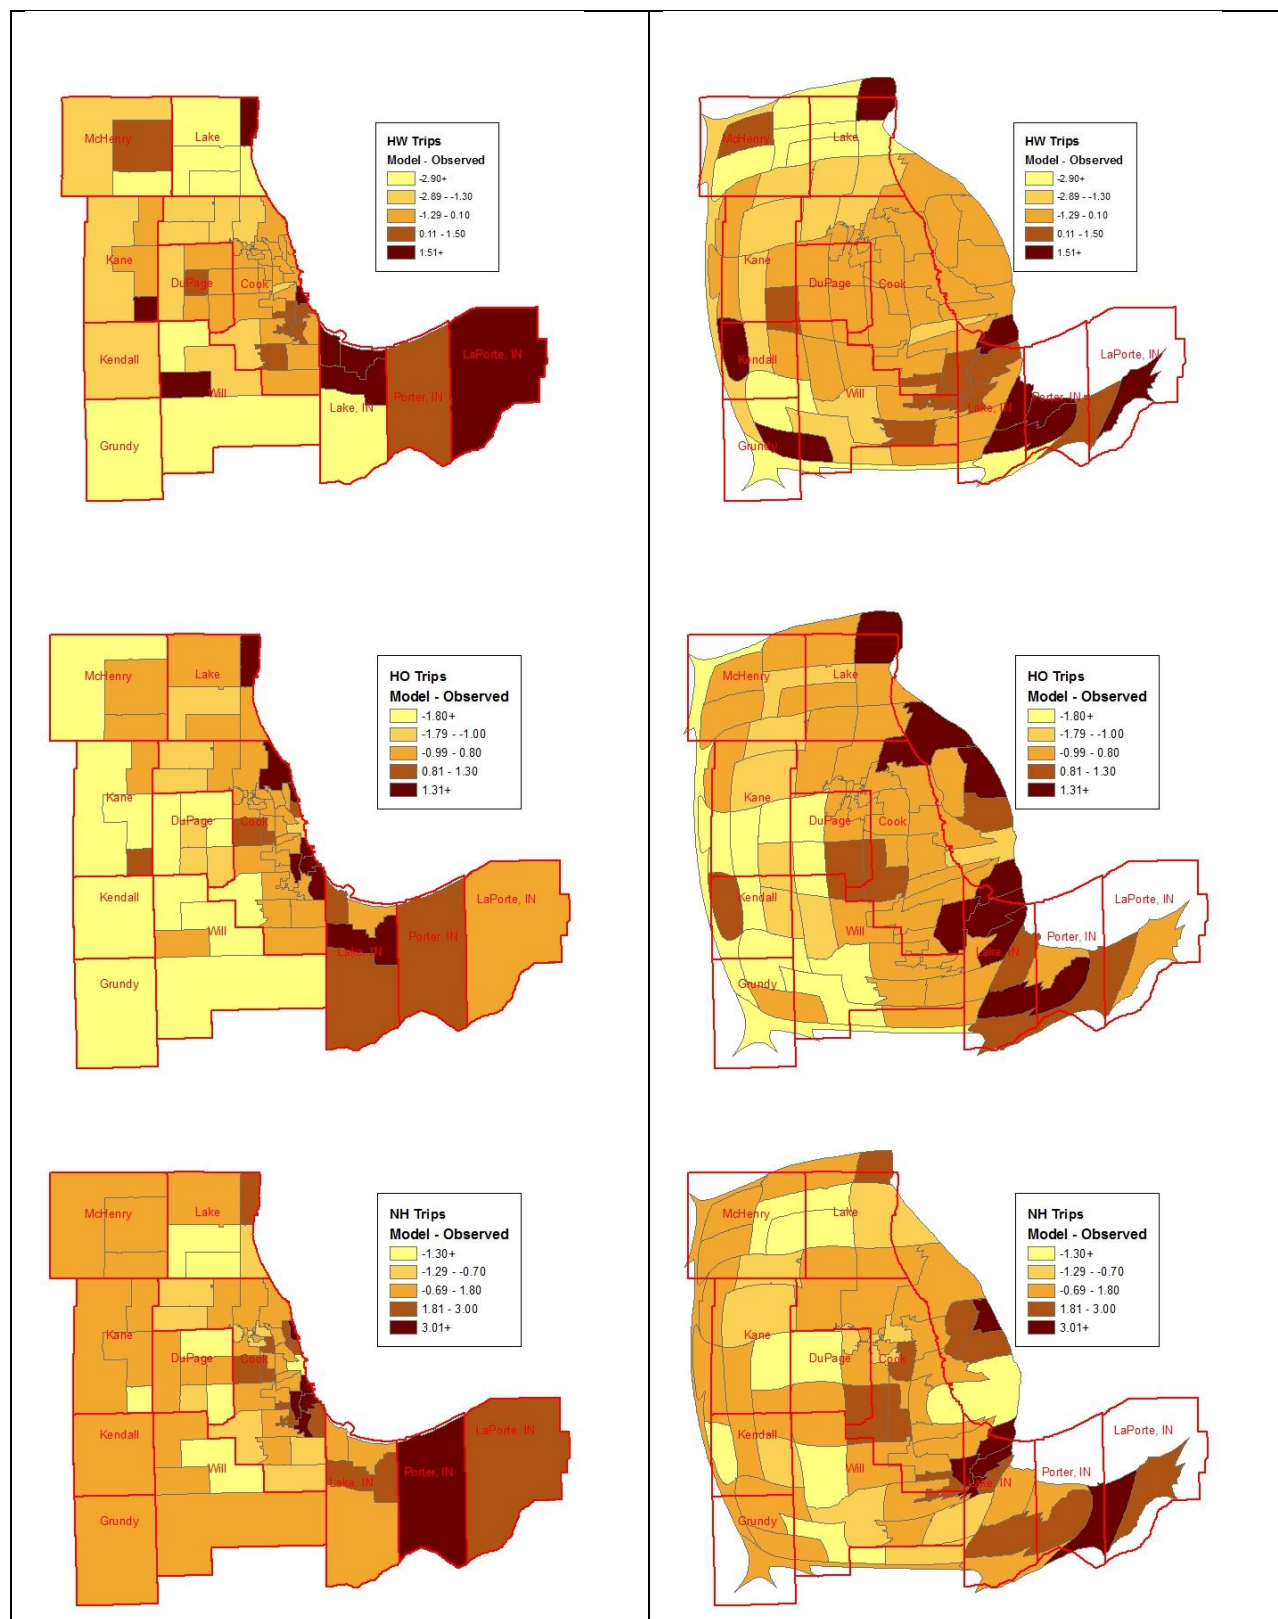 McHenry
Lake
Kane
DuPage
Cook
Kendall
Will
Grundy
Lake, IN
Porter, IN
LaPorte, IN
HW Trips
Model - Observed
-2.90+
-2.89 - -1.30
-1.29 - 0.10
0.11 - 1.50
1.51+
McHenry
Lake
Kane
DuPage
Cook
Kendall
Will
Grundy
Lake, IN
Porter, IN
LaPorte, IN
HW Trips
Model - Observed
-2.90+
-2.89 - -1.30
-1.29 - 0.10
0.11 - 1.50
1.51+
McHenry
Lake
Kane
DuPage
Cook
Kendall
Will
Grundy
Lake, IN
Porter, IN
LaPorte, IN
HO Trips
Model - Observed
-1.80+
-1.79 - -1.00
-0.99 - 0.80
0.81 - 1.30
1.31+
McHenry
Lake
Kane
DuPage
Cook
Kendall
Will
Grundy
Lake, IN
Porter, IN
LaPorte, IN
HO Trips
Model - Observed
-1.80+
-1.79 - -1.00
-0.99 - 0.80
0.81 - 1.30
1.31+
McHenry
Lake
Kane
DuPage
Cook
Kendall
Will
Grundy
Lake, IN
Porter, IN
LaPorte, IN
NH Trips
Model - Observed
-1.30+
-1.29 - -0.70
-0.69 - 1.80
1.81 - 3.00
3.01+
McHenry
Lake
Kane
DuPage
Cook
Kendall
Will
Grundy
Lake, IN
Porter, IN
LaPorte, IN
NH Trips
Model - Observed
-1.30+
-1.29 - -0.70
-0.69 - 1.80
1.81 - 3.00
3.01+